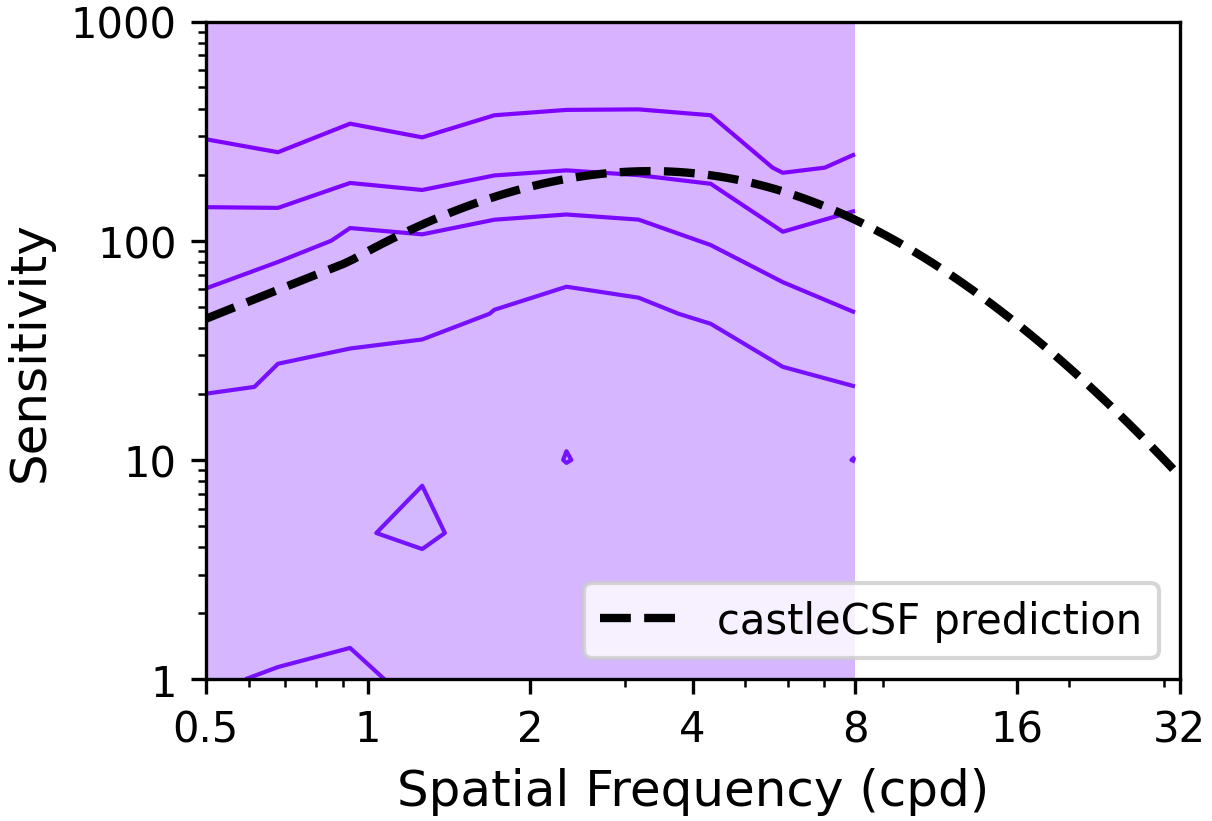 1000
100
10
1
Sensitivity
castleCSF prediction
0.5 1 2 4 8 16 32
Spatial Frequency (cpd)